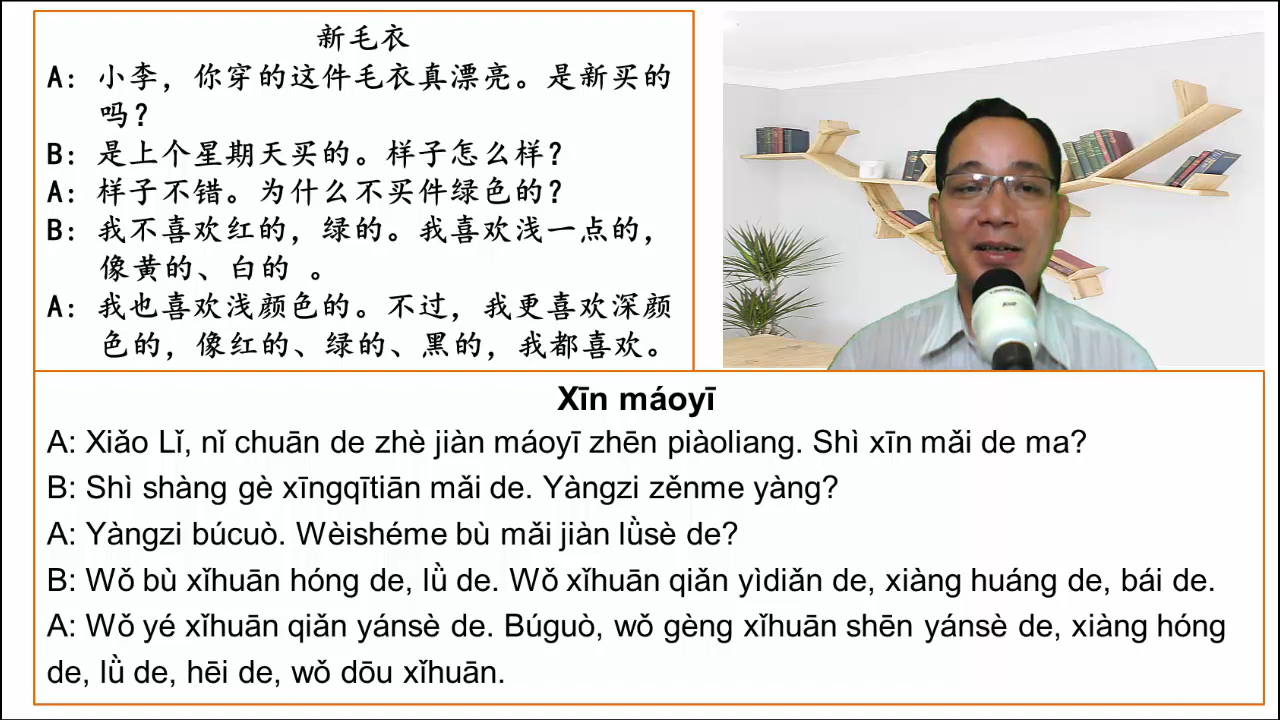 新毛衣
A：小李，你穿的这件毛衣真漂亮。是新买的
吗？
B：是上个星期天买的。样子怎么样？
A：样子不错。为什么不买件绿色的？
B：我不喜欢红的，绿的。我喜欢浅一点的，
像黄的、白的 。
A：我也喜欢浅颜色的。不过，我更喜欢深颜
色的，像红的、绿的、黑的，我都喜欢。
Xīn máoyī
A: Xiǎo Lǐ, nǐ chuān de zhè jiàn máoyī zhēn piàoliang. Shì xīn mǎi de ma?
B: Shì shàng gè xīngqītiān mǎi de. Yàngzi zěnme yàng?
A: Yàngzi búcuò. Wèishéme bù mǎi jiàn lǜsè de?
B: Wǒ bù xǐhuān hóng de, lǜ de. Wǒ xǐhuān qiǎn yìdiǎn de, xiàng huáng de, bái de.
A: Wǒ yé xǐhuān qiǎn yánsè de. Búguò, wǒ gèng xǐhuān shēn yánsè de, xiàng hóng
de, lǜ de, hēi de, wǒ dōu xǐhuān.